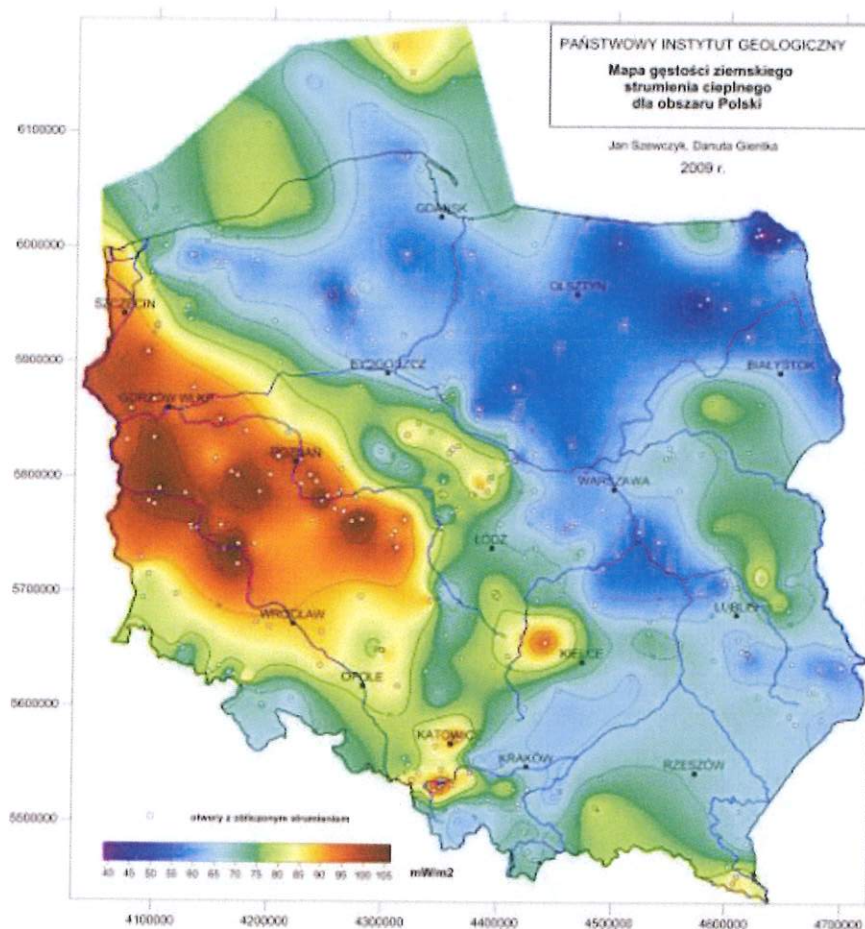 PAŃSTWOWY INSTYTUT GEOLOGICZNY
Mapa gęstości ziemskiego
strumienia cieplnego
dla obszaru Polski
Jan Szewczyk, Danuta Gientka
2009 r.
6100000
GDAŃSK
6000000
OLSZTYN
SZCZECIN
5900000
BYDGOSZCZ
BIAŁYSTOK
GORZÓW WLKP
POZNAŃ
5800000
WARSZAWA
ŁÓDŹ
5700000
WROCŁAW
LUBLIN
KIELCE
OPOLE
5600000
KATOWIC
KRAKÓW
RZESZÓW
5500000
otwory z obliczonym strumieniem
40 45 50 55 60 65 70 75 80 85 90 95 100 105 mW/m2
4100000 4200000 4300000 4400000 4500000 4600000 4700000